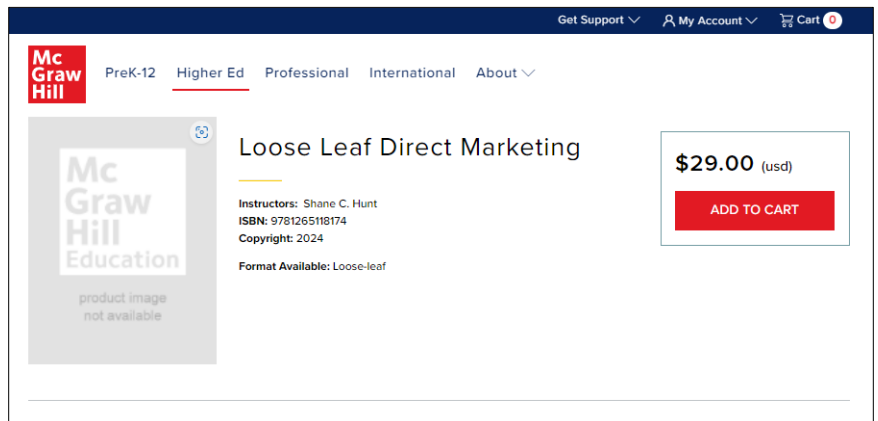 Get Support My Account Cart 0
Mc
Graw
Hill
PreK-12 Higher Ed Professional International About
Mc
Graw
Hill
Education
product image
not available
Loose Leaf Direct Marketing
Instructors: Shane C. Hunt
ISBN: 9781265118174
Copyright: 2024
Format Available: Loose-leaf
$29.00 (usd)
ADD TO CART